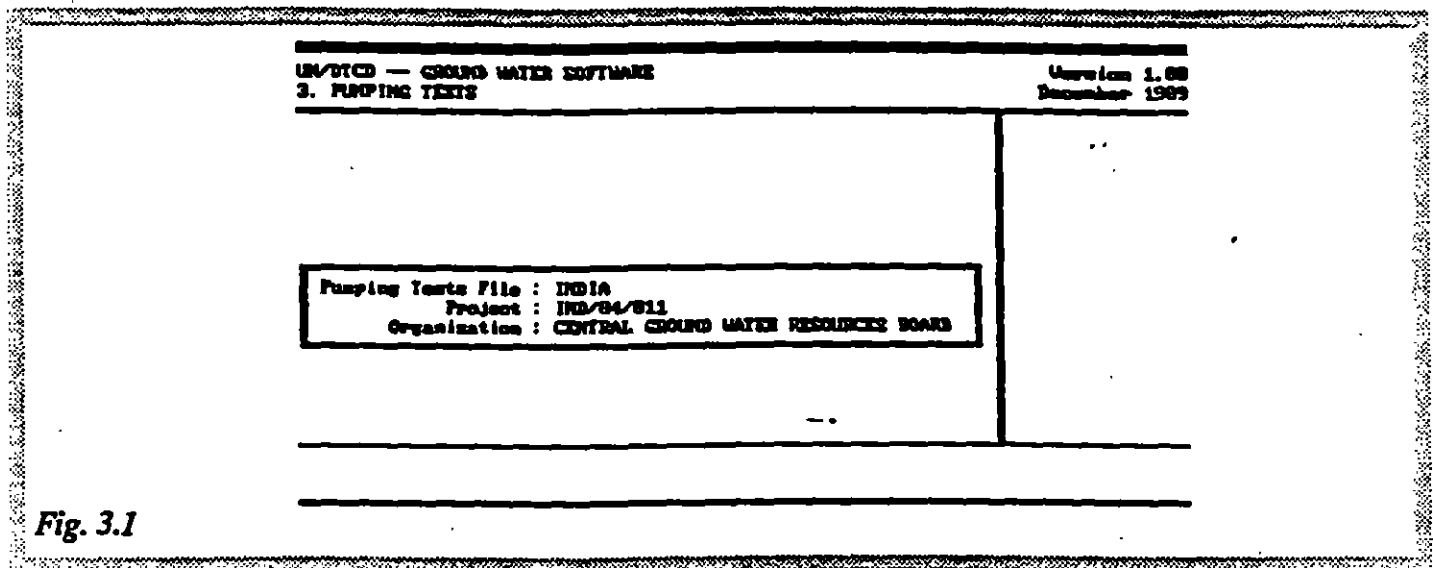 UN/DTCD — GROUND WATER SOFTWARE Version 1.00
3. PUMPING TESTS December 1989
Pumping Tests File : INDIA
Project : IND/84/011
Organization : CENTRAL GROUND WATER RESOURCES BOARD
Fig. 3.1